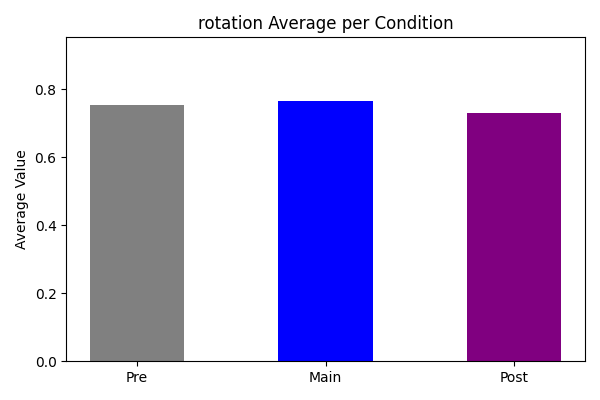 rotation Average per Condition
Average Value
0.8
0.6
0.4
0.2
0.0
Pre
Main
Post